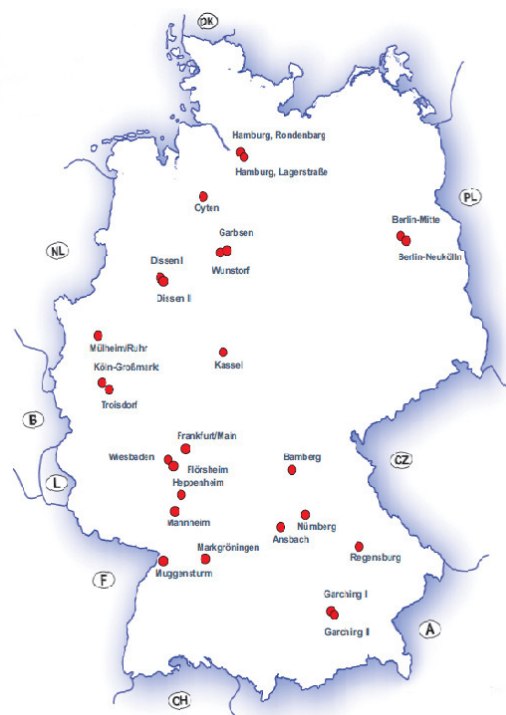 DK
Hamburg, Rondenbarg
Hamburg, Lagerstraße
PL
Oyten
Berlin-Mitte
Garbsen
NL
Berlin-Neukölln
Wunstorf
Dissen I
Dissen II
Mülheim/Ruhr
Kassel
Köln-Großmarkt
Troisdorf
B
Frankfurt/Main
Wiesbaden
Bamberg
CZ
Flörsheim
Heppenheim
L
Mannheim
Nürnberg
Ansbach
Markgröningen
Regensburg
Muggensturm
F
Garching I
A
Garching II
CH